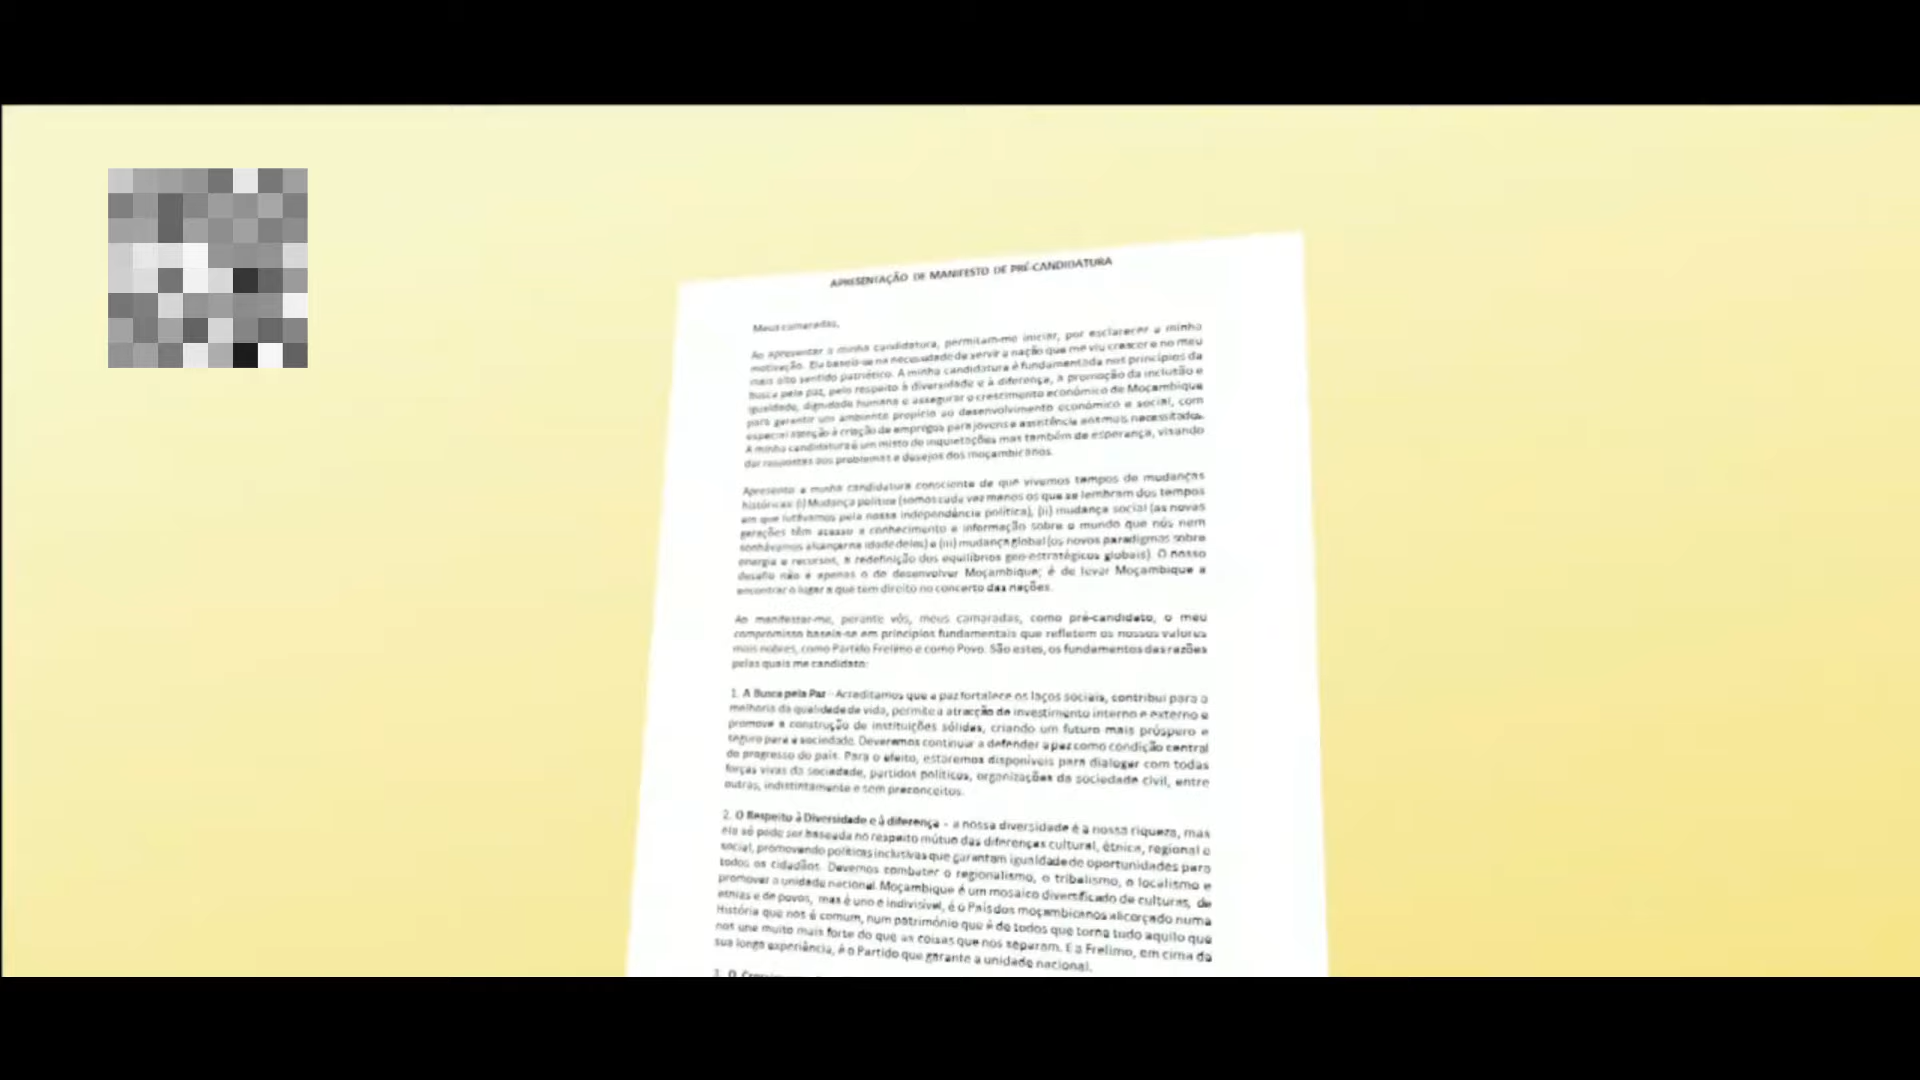 APRESENTAÇÃO DE MANIFESTO DE PRÉ-CANDIDATURA
Meus camaradas,
Ao apresentar a minha candidatura, permitam-me iniciar, por esclarecer a minha
motivação. Ela baseia-se na necessidade de servir a nação que me viu crescer e no meu
mais alto sentido patriótico. A minha candidatura é fundamentada nos princípios da
busca pela paz, pelo respeito à diversidade e à diferença, a promoção da inclusão e
igualdade, dignidade humana e assegurar o crescimento económico de Moçambique
para garantir um ambiente propício ao desenvolvimento económico e social, com
especial atenção à criação de empregos para jovens e assistência aos mais necessitados.
A minha candidatura é um misto de inquietações mas também de esperança, visando
dar respostas aos problemas e desejos dos moçambicanos.
Apresento a minha candidatura consciente de que vivemos tempos de mudanças
históricas: (i) Mudança política (somos cada vez menos os que se lembram dos tempos
em que lutávamos pela nossa independência política), (ii) mudança social (as novas
gerações têm acesso a conhecimento e informação sobre o mundo que nós nem
sonhávamos alcançar na idade deles) e (iii) mudança global (os novos paradigmas sobre
energia e recursos, a redefinição dos equilíbrios geo-estratégicos globais). O nosso
desafio não é apenas o de desenvolver Moçambique; é de levar Moçambique a
encontrar o lugar a que tem direito no concerto das nações.
Ao manifestar-me, perante vós, meus camaradas, como pré-candidato, o meu
compromisso baseia-se em princípios fundamentais que refletem os nossos valores
mais nobres, como Partido Frelimo e como Povo. São estes, os fundamentos das razões
pelas quais me candidato:
1. A Busca pela Paz - Acreditamos que a paz fortalece os laços sociais, contribui para a
melhoria da qualidade de vida, permite a atracção de investimento interno e externo e
promove a construção de instituições sólidas, criando um futuro mais próspero e
seguro para a sociedade. Deveremos continuar a defender a paz como condição central
do progresso do país. Para o efeito, estaremos disponíveis para dialogar com todas
forças vivas da sociedade, partidos políticos, organizações da sociedade civil, entre
outras, indistintamente e sem preconceitos.
2. O Respeito à Diversidade e à diferença - a nossa diversidade é a nossa riqueza, mas
ela só pode ser baseada no respeito mútuo das diferenças cultural, étnica, regional e
social, promovendo políticas inclusivas que garantam igualdade de oportunidades para
todos os cidadãos. Devemos combater o regionalismo, o tribalismo, o localismo e
promover a unidade nacional. Moçambique é um mosaico diversificado de culturas, de
etnias e de povos, mas é uno e indivisível, é o País dos moçambicanos alicerçado numa
História que nos é comum, num património que é de todos que torna tudo aquilo que
nos une muito mais forte do que as coisas que nos separam. E a Frelimo, em cima da
sua longa experiência, é o Partido que garante a unidade nacional.
3. O